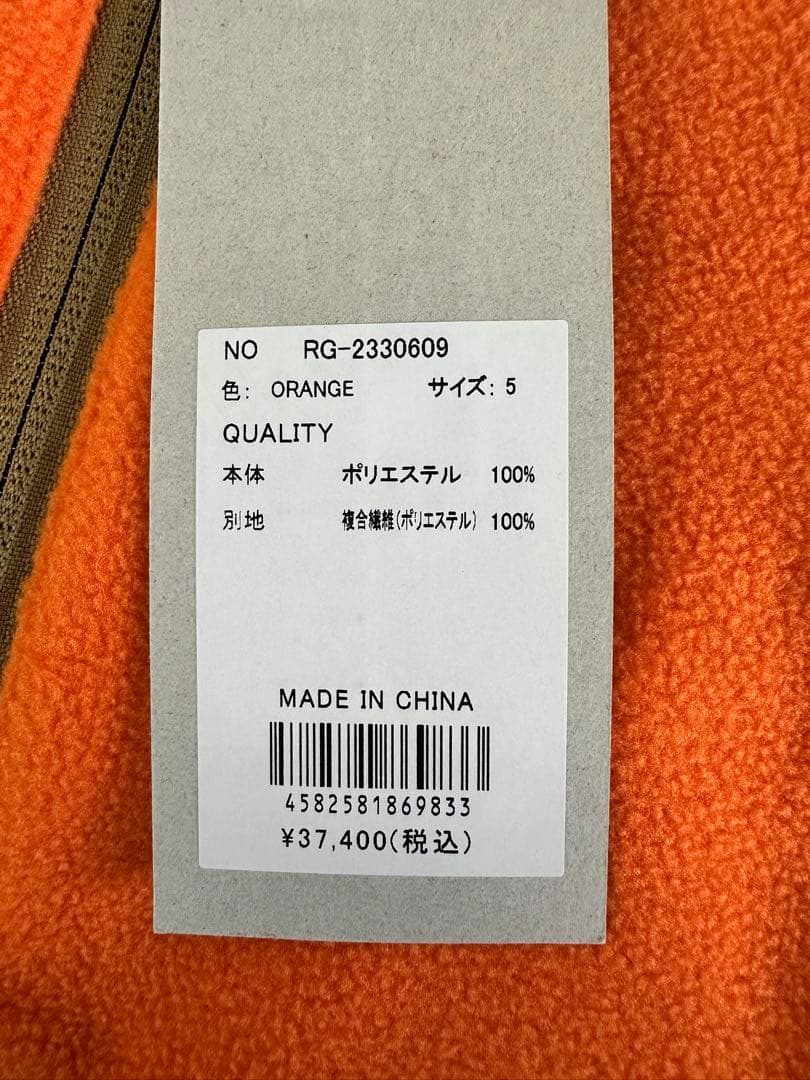 NO RG-2330609
色: ORANGE サイズ: 5
QUALITY
本体 ポリエステル 100%
別地 複合繊維(ポリエステル) 100%
MADE IN CHINA
4582581869833
¥37,400(税込)